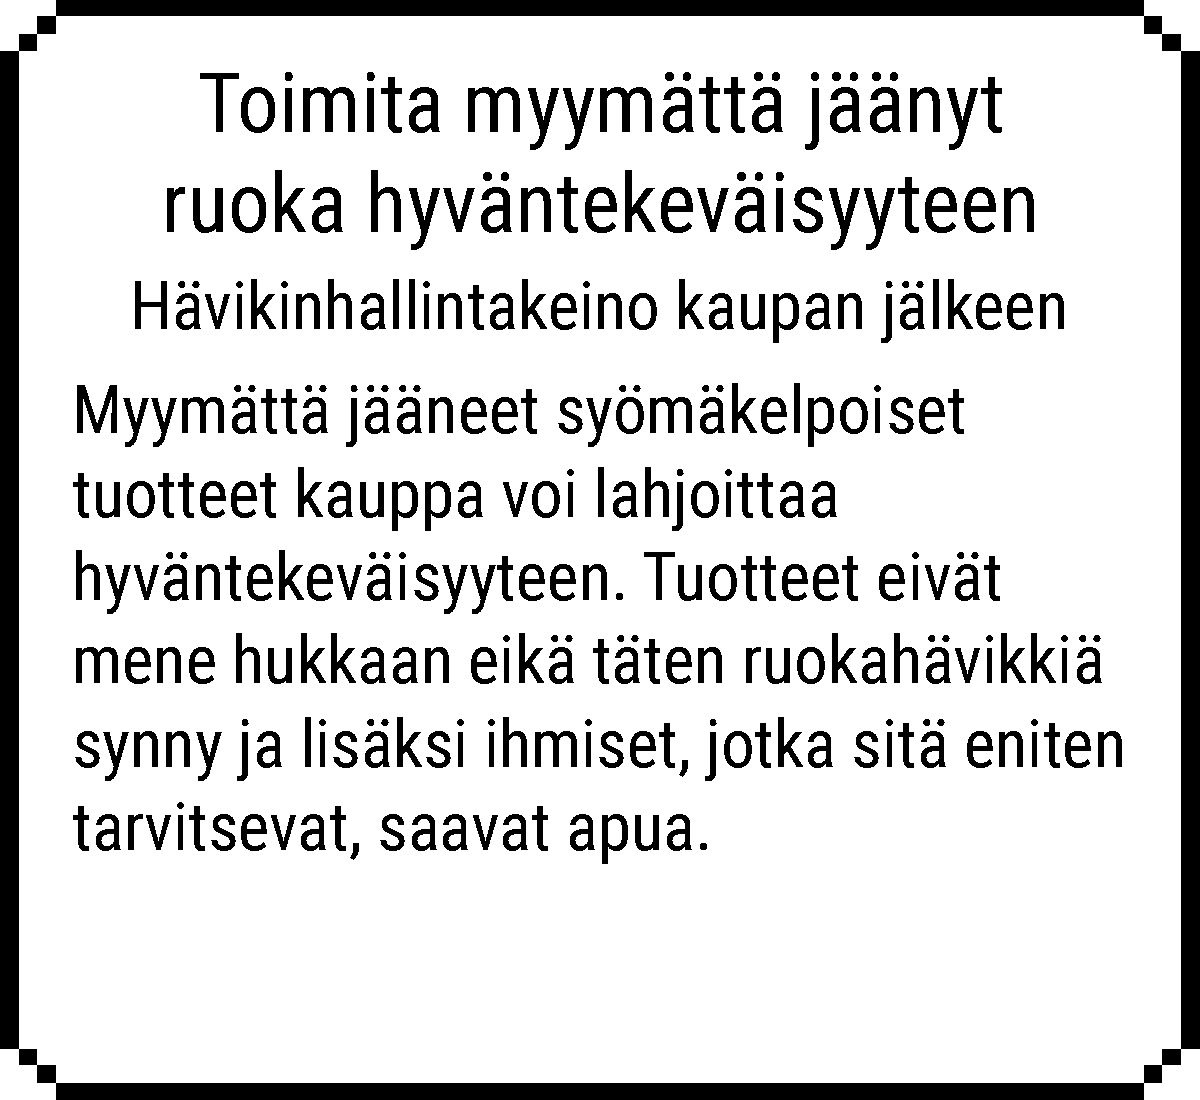 Toimita myymättä jäänyt
ruoka hyväntekeväisyyteen
Hävikinhallintakeino kaupan jälkeen
Myymättä jääneet syömäkelpoiset
tuotteet kauppa voi lahjoittaa
hyväntekeväisyyteen. Tuotteet eivät
mene hukkaan eikä täten ruokahävikkiä
synny ja lisäksi ihmiset, jotka sitä eniten
tarvitsevat, saavat apua.